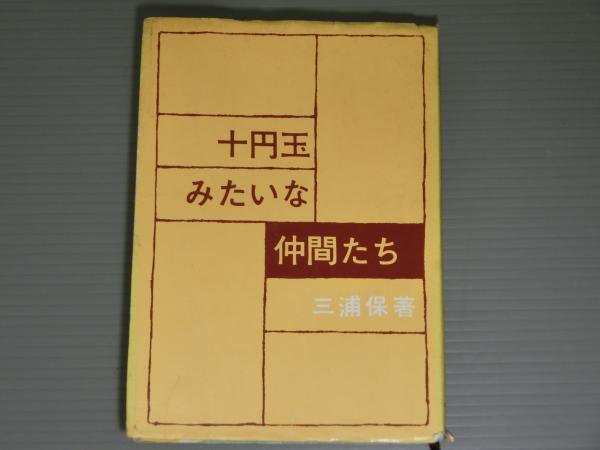 十円玉
みたいな
仲間たち
三浦保著